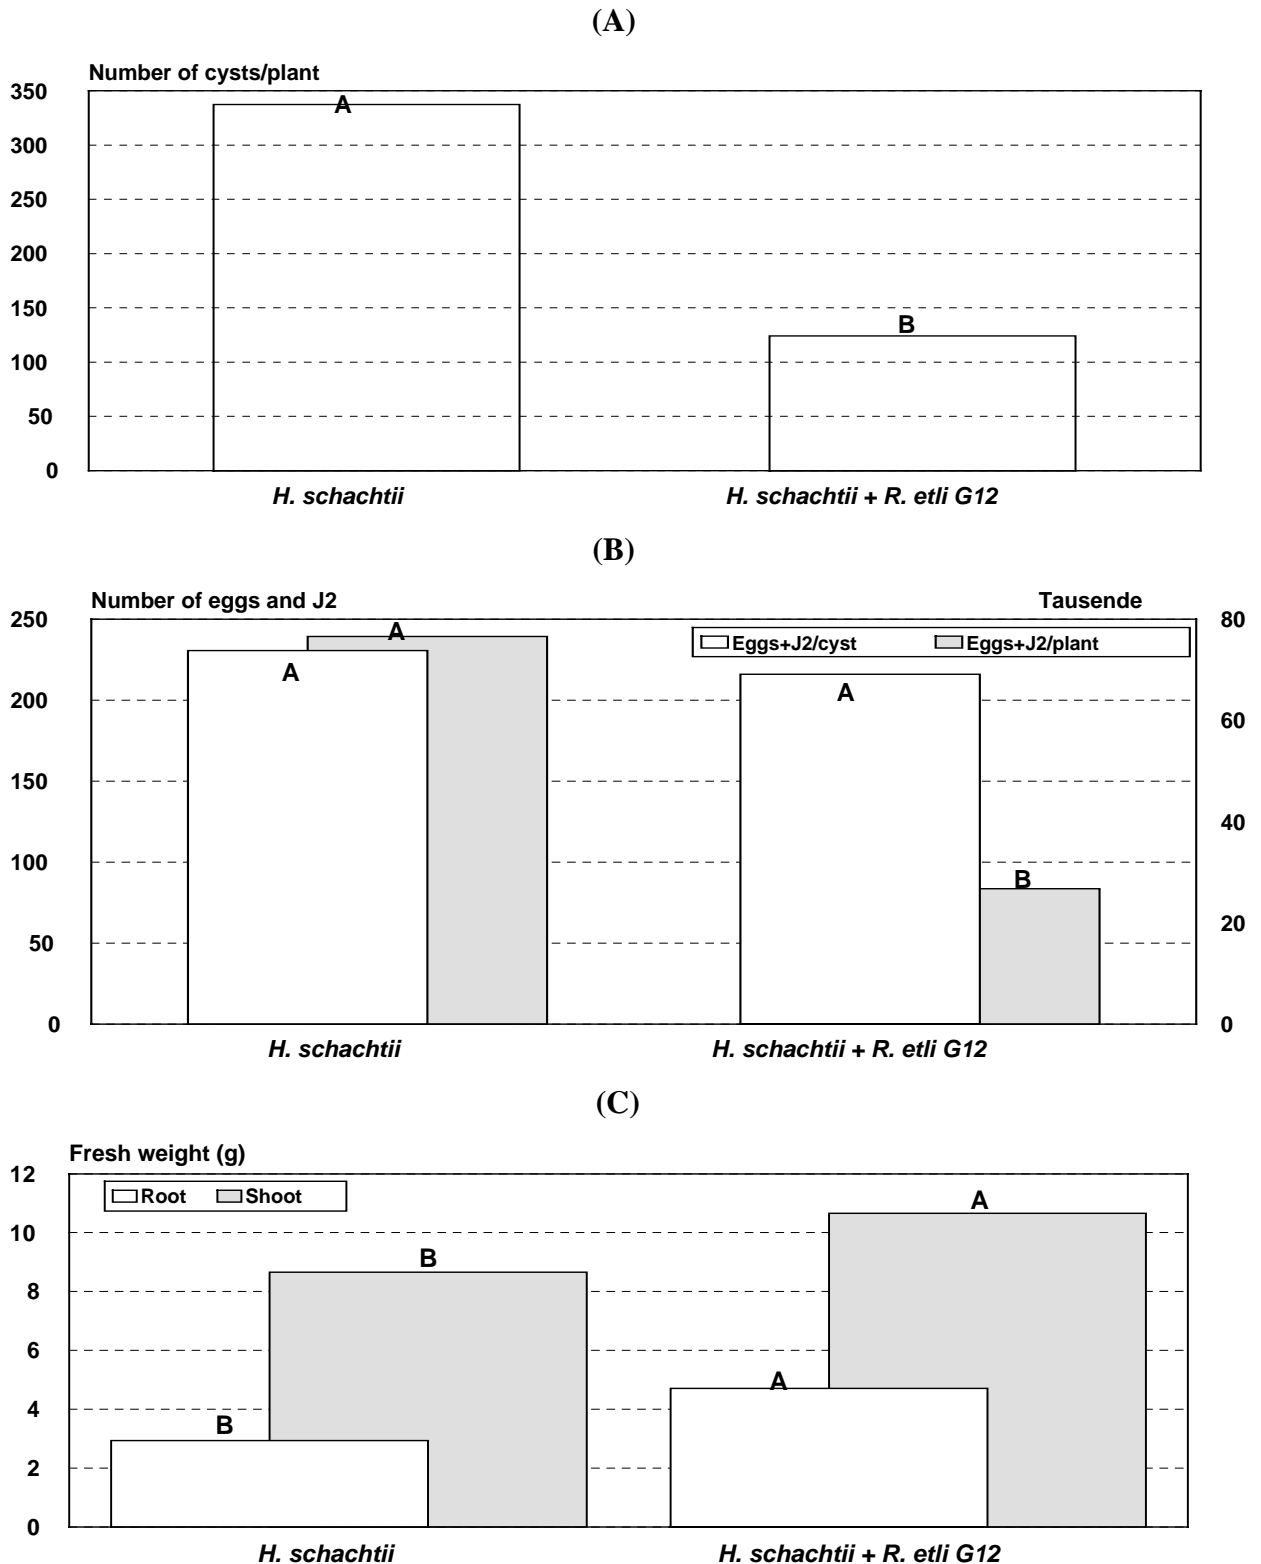 (A)
Number of cysts/plant
350
300
250
200
150
100
50
0
A
B
H. schachtii
H. schachtii + R. etli G12
(B)
Number of eggs and J2
Tausende
250
200
150
100
50
0
80
60
40
20
0
Eggs+J2/cyst
Eggs+J2/plant
A
A
A
B
H. schachtii
H. schachtii + R. etli G12
(C)
Fresh weight (g)
12
10
8
6
4
2
0
Root
Shoot
B
B
A
A
H. schachtii
H. schachtii + R. etli G12